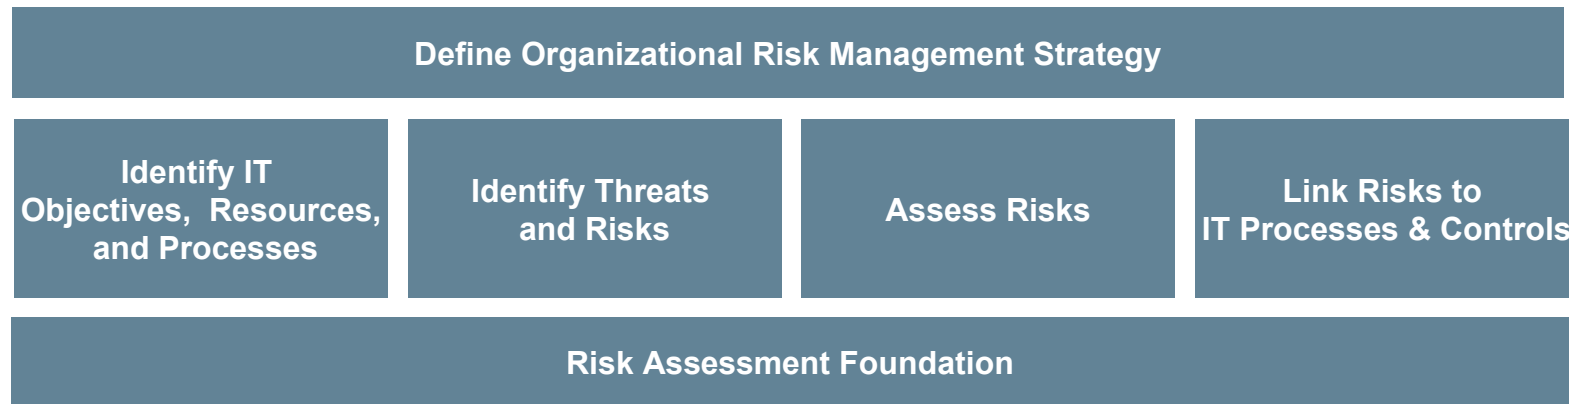 Define Organizational Risk Management Strategy
Identify IT
Objectives,  Resources,
and Processes
Identify Threats
and Risks
Assess Risks
Link Risks to
IT Processes & Controls
Risk Assessment Foundation